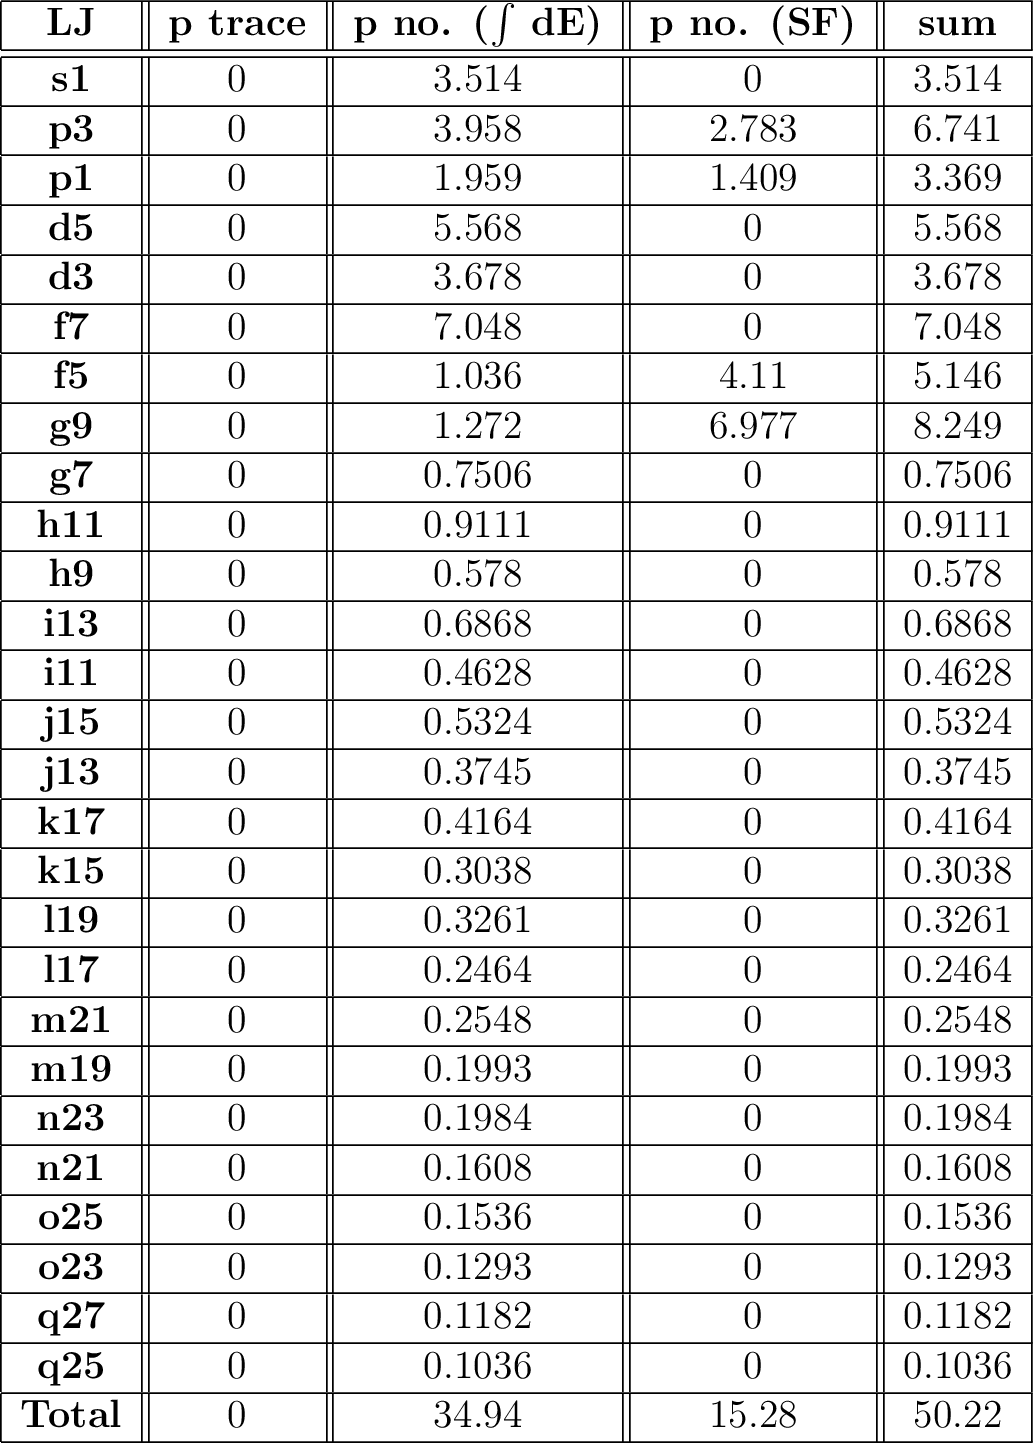 LJ p trace p no. (∫ dE) p no. (SF) sum
s1 0 3.514 0 3.514
p3 0 3.958 2.783 6.741
p1 0 1.959 1.409 3.369
d5 0 5.568 0 5.568
d3 0 3.678 0 3.678
f7 0 7.048 0 7.048
f5 0 1.036 4.11 5.146
g9 0 1.272 6.977 8.249
g7 0 0.7506 0 0.7506
h11 0 0.9111 0 0.9111
h9 0 0.578 0 0.578
i13 0 0.6868 0 0.6868
i11 0 0.4628 0 0.4628
j15 0 0.5324 0 0.5324
j13 0 0.3745 0 0.3745
k17 0 0.4164 0 0.4164
k15 0 0.3038 0 0.3038
l19 0 0.3261 0 0.3261
l17 0 0.2464 0 0.2464
m21 0 0.2548 0 0.2548
m19 0 0.1993 0 0.1993
n23 0 0.1984 0 0.1984
n21 0 0.1608 0 0.1608
o25 0 0.1536 0 0.1536
o23 0 0.1293 0 0.1293
q27 0 0.1182 0 0.1182
q25 0 0.1036 0 0.1036
Total 0 34.94 15.28 50.22